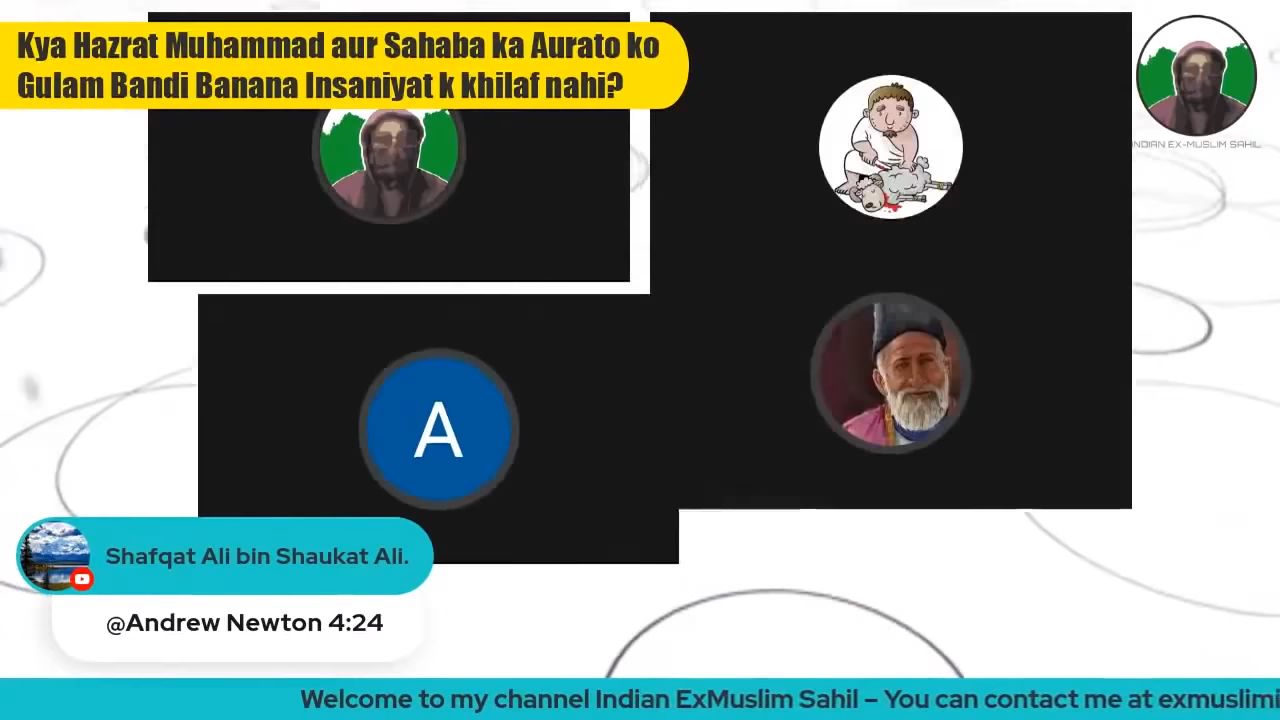 Kya Hazrat Muhammad aur Sahaba ka Aurato ko
Gulam Bandi Banana Insaniyat k khilaf nahi?
INDIAN EX-MUSLIM SAHIL
A
Shafqat Ali bin Shaukat Ali.
@Andrew Newton 4:24
Welcome to my channel Indian ExMuslim Sahil – You can contact me at exmuslimi